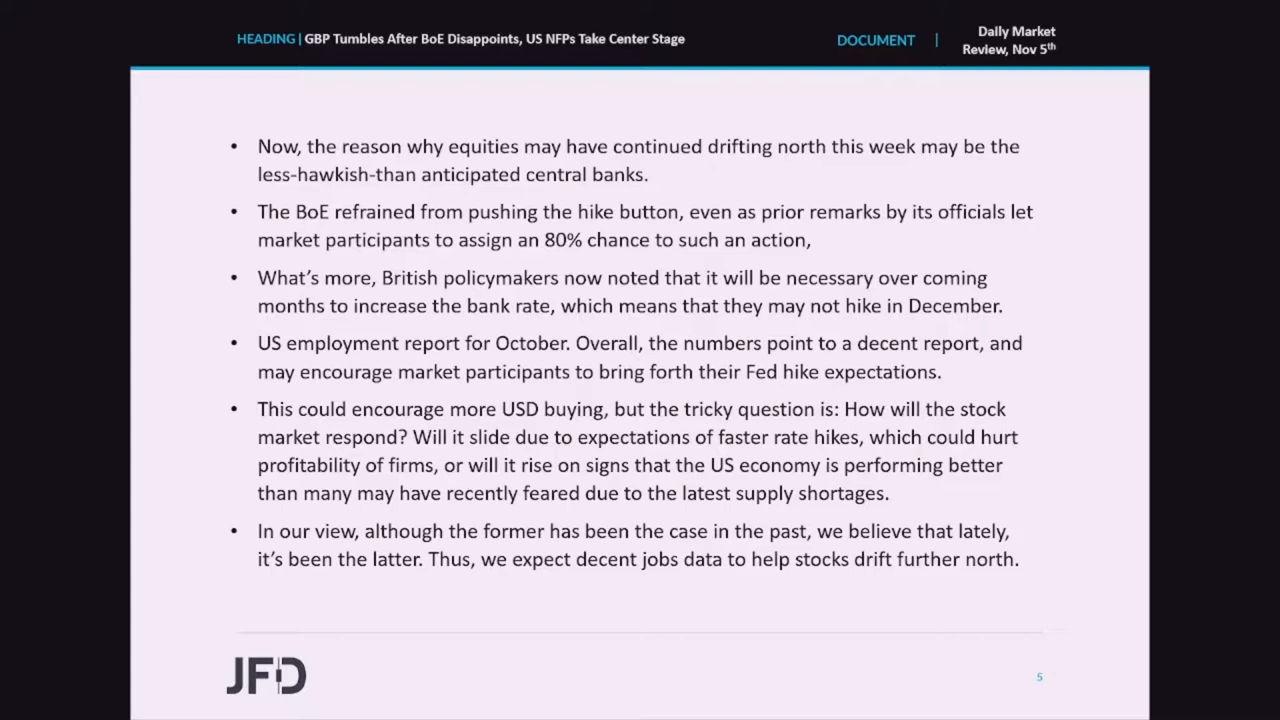 HEADING | GBP Tumbles After BoE Disappoints, US NFPs Take Center Stage
DOCUMENT |
Daily Market
Review, Nov 5th
• Now, the reason why equities may have continued drifting north this week may be the
less-hawkish-than anticipated central banks.
• The BoE refrained from pushing the hike button, even as prior remarks by its officials let
market participants to assign an 80% chance to such an action,
• What's more, British policymakers now noted that it will be necessary over coming
months to increase the bank rate, which means that they may not hike in December.
• US employment report for October. Overall, the numbers point to a decent report, and
may encourage market participants to bring forth their Fed hike expectations.
• This could encourage more USD buying, but the tricky question is: How will the stock
market respond? Will it slide due to expectations of faster rate hikes, which could hurt
profitability of firms, or will it rise on signs that the US economy is performing better
than many may have recently feared due to the latest supply shortages.
• In our view, although the former has been the case in the past, we believe that lately,
it's been the latter. Thus, we expect decent jobs data to help stocks drift further north.
JFD
5